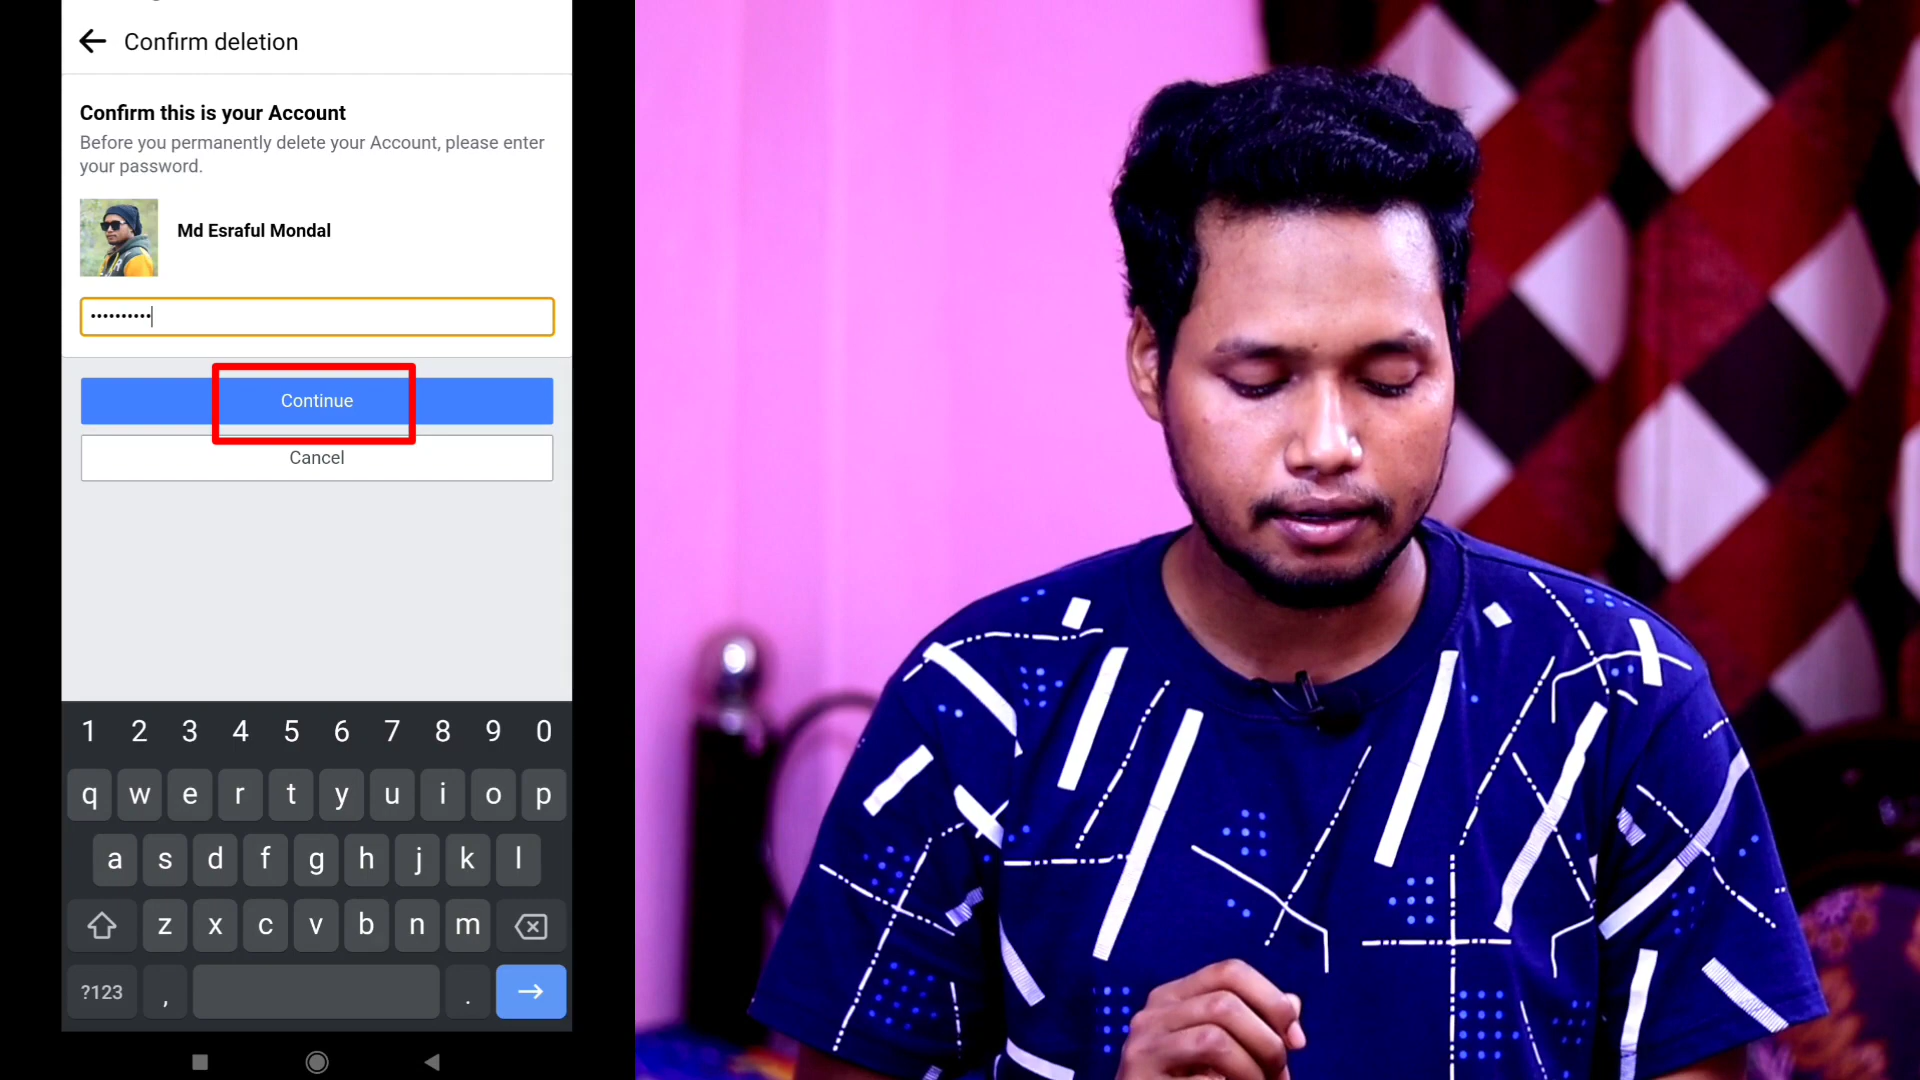 Confirm deletion
Confirm this is your Account
Before you permanently delete your Account, please enter
your password.
Md Esraful Mondal
••••••••••
Continue
Cancel
1 2 3 4 5 6 7 8 9 0
q w e r t y u i o p
a s d f g h j k l
z x c v b n m
?123 , .